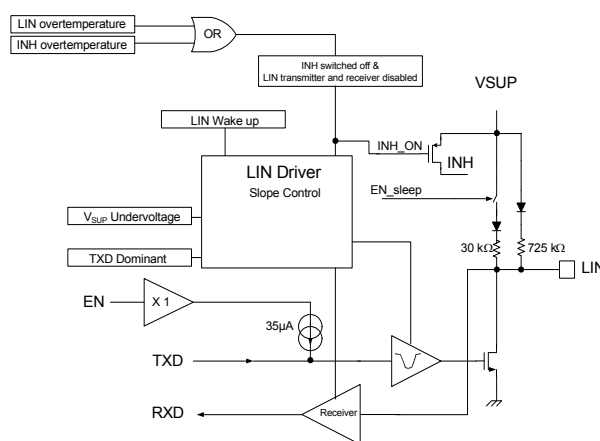 LIN overtemperature
INH overtemperature
OR
INH switched off &
LIN transmitter and receiver disabled
VSUP
LIN Wake up
INH_ON
INH
LIN Driver
Slope Control
EN_sleep
VSUP Undervoltage
TXD Dominant
30 kΩ
725 kΩ
LIN
EN
X 1
35µA
TXD
RXD
Receiver